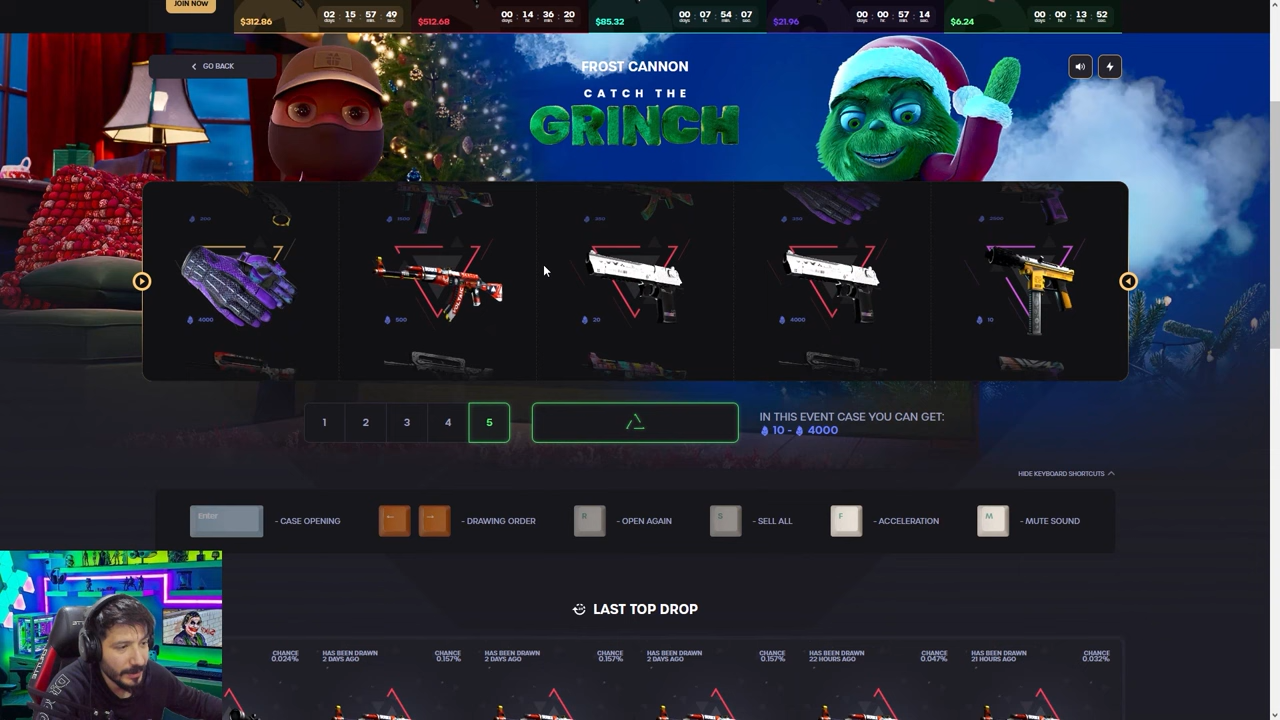 JOIN NOW
$312.86
02 : 15 : 57 : 49
days hr. min. sec.
$512.68
00 : 14 : 36 : 20
days hr. min. sec.
$85.32
00 : 07 : 54 : 07
days hr. min. sec.
$21.96
00 : 00 : 57 : 14
days hr. min. sec.
$6.24
00 : 00 : 13 : 52
days hr. min. sec.
GO BACK
FROST CANNON
CATCH THE
GRINCH
4000
500
20
4000
10
1 2 3 4 5
IN THIS EVENT CASE YOU CAN GET:
10 - 4000
HIDE KEYBOARD SHORTCUTS
Enter - CASE OPENING
← → - DRAWING ORDER
R - OPEN AGAIN
S - SELL ALL
F - ACCELERATION
M - MUTE SOUND
LAST TOP DROP
CHANCE
0.024%
HAS BEEN DRAWN
2 DAYS AGO
CHANCE
0.157%
HAS BEEN DRAWN
2 DAYS AGO
CHANCE
0.157%
HAS BEEN DRAWN
2 DAYS AGO
CHANCE
0.157%
HAS BEEN DRAWN
22 HOURS AGO
CHANCE
0.047%
HAS BEEN DRAWN
21 HOURS AGO
CHANCE
0.032%